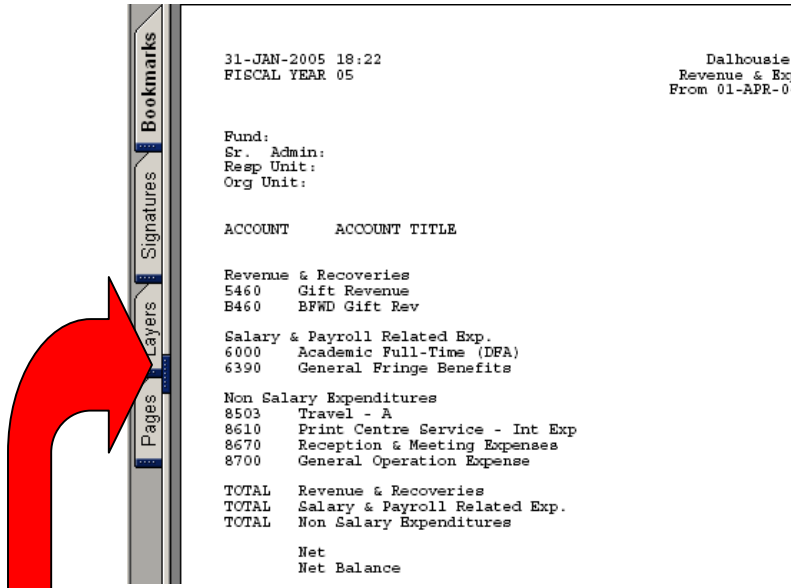 Bookmarks
Signatures
Layers
Pages
31-JAN-2005 18:22 Dalhousie
FISCAL YEAR 05 Revenue & Exp
From 01-APR-0
Fund:
Sr. Admin:
Resp Unit:
Org Unit:
ACCOUNT ACCOUNT TITLE
Revenue & Recoveries
5460 Gift Revenue
B460 BFWD Gift Rev
Salary & Payroll Related Exp.
6000 Academic Full-Time (DFA)
6390 General Fringe Benefits
Non Salary Expenditures
8503 Travel - A
8610 Print Centre Service - Int Exp
8670 Reception & Meeting Expenses
8700 General Operation Expense
TOTAL Revenue & Recoveries
TOTAL Salary & Payroll Related Exp.
TOTAL Non Salary Expenditures
Net
Net Balance